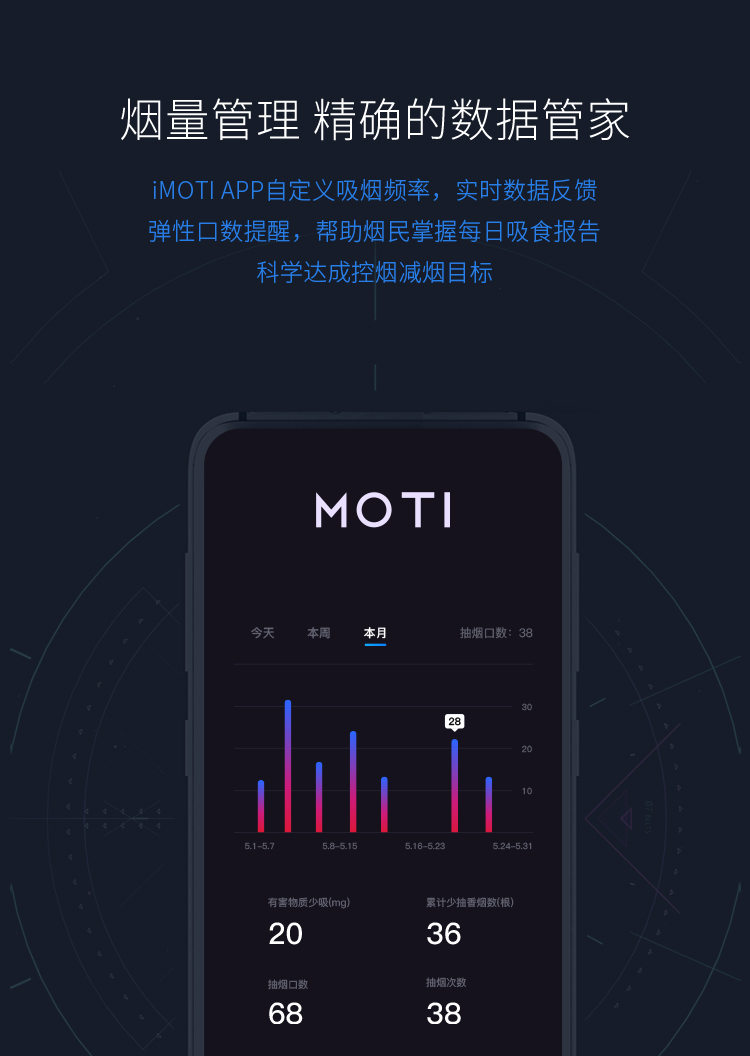 烟量管理 精确的数据管家
iMOTI APP自定义吸烟频率，实时数据反馈
弹性口数提醒，帮助烟民掌握每日吸食报告
科学达成控烟减烟目标
MOTI
今天 本周 本月 抽烟口数：38
30
28
20
10
5.1–5.7 5.8–5.15 5.16–5.23 5.24–5.31
有害物质少吸(mg) 累计少抽香烟数(根)
20 36
抽烟口数 抽烟次数
68 38